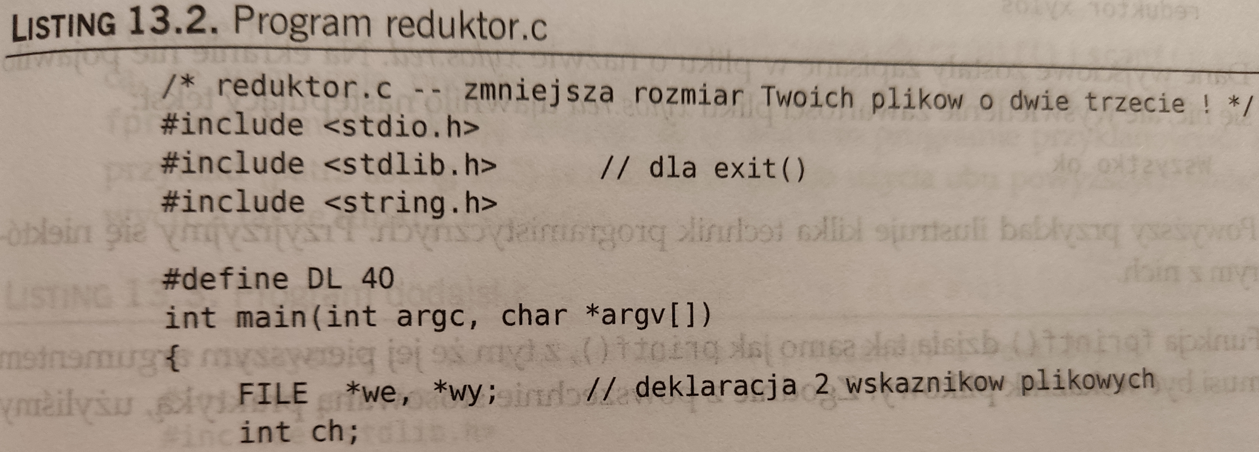 LISTING 13.2. Program reduktor.c
/* reduktor.c -- zmniejsza rozmiar Twoich plikow o dwie trzecie ! */
#include <stdio.h>
#include <stdlib.h> // dla exit()
#include <string.h>
#define DL 40
int main(int argc, char *argv[])
{
FILE *we, *wy; // deklaracja 2 wskaznikow plikowych
int ch;